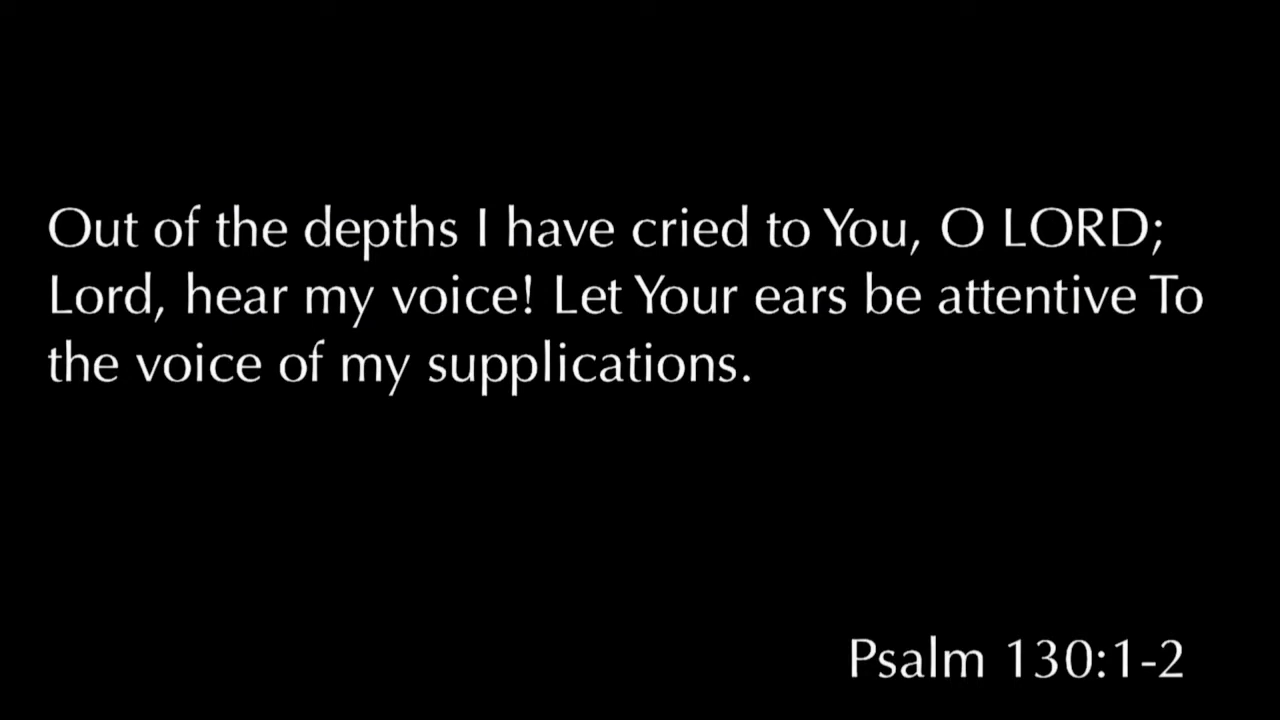 Out of the depths I have cried to You, O LORD;
Lord, hear my voice! Let Your ears be attentive To
the voice of my supplications.
Psalm 130:1-2